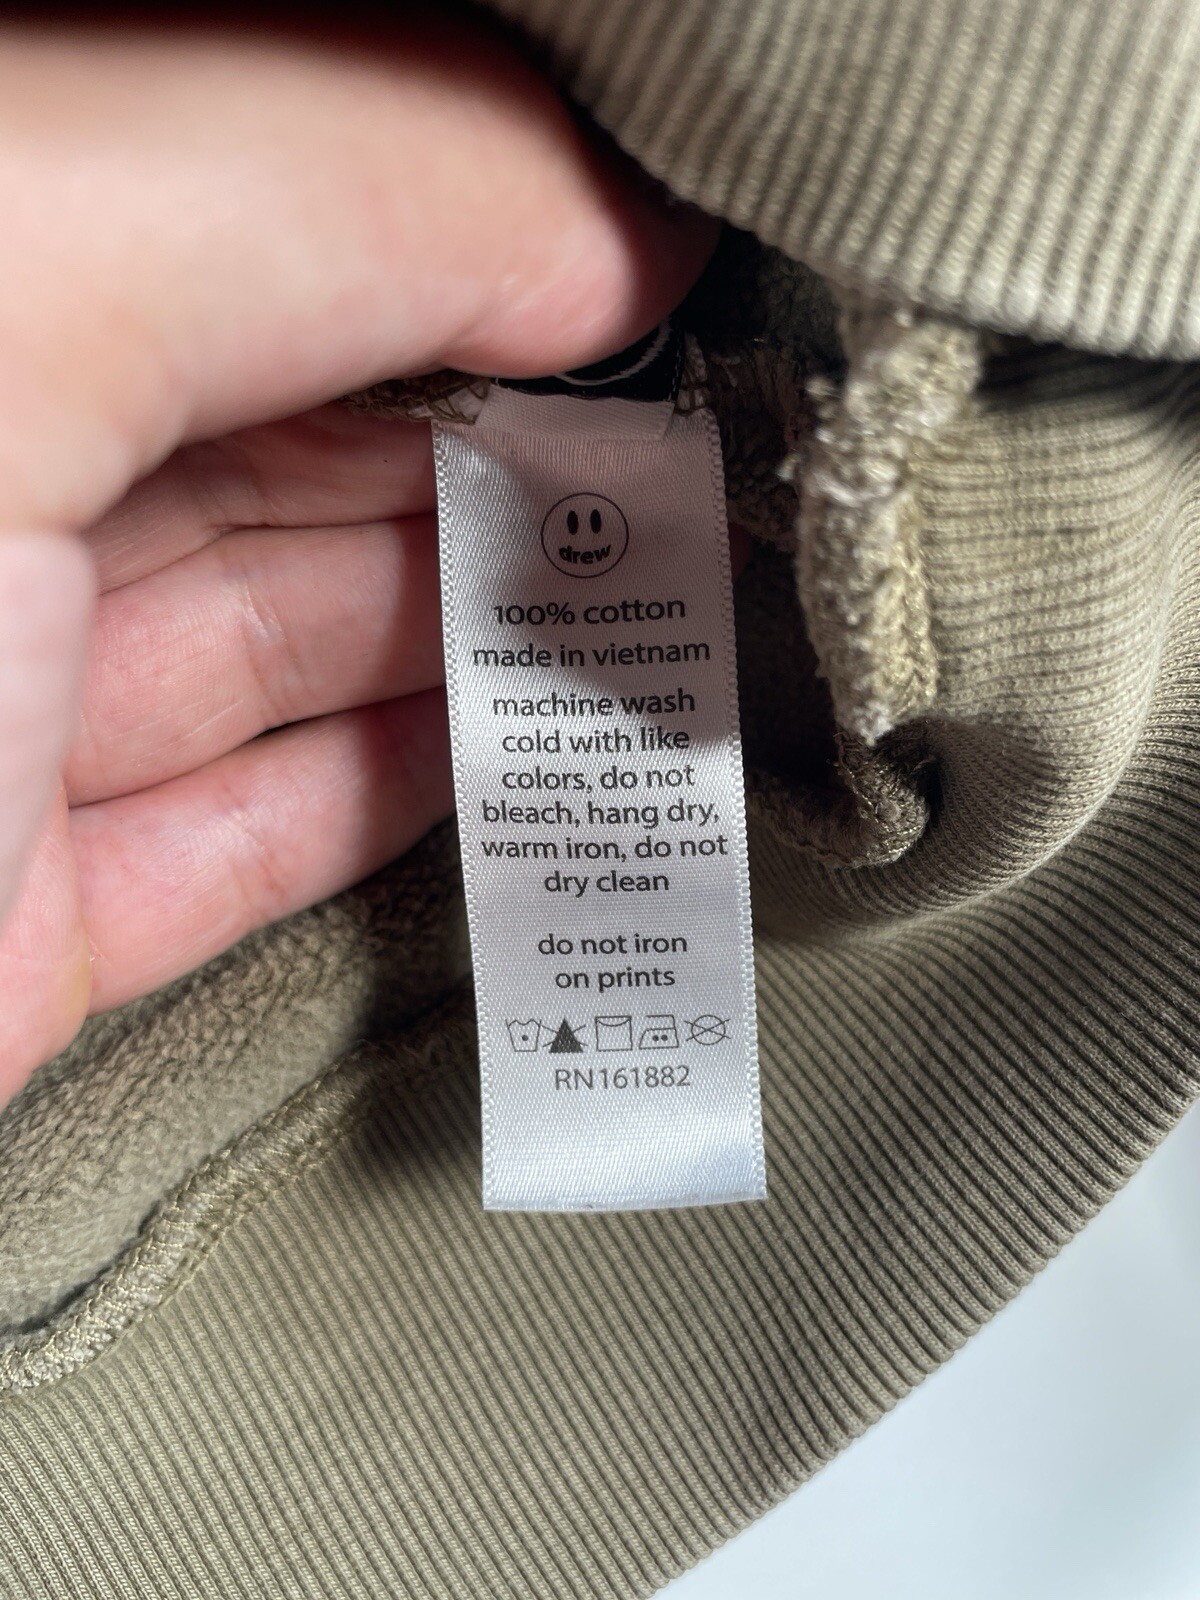 drew
100% cotton
made in vietnam
machine wash
cold with like
colors, do not
bleach, hang dry,
warm iron, do not
dry clean
do not iron
on prints
RN161882